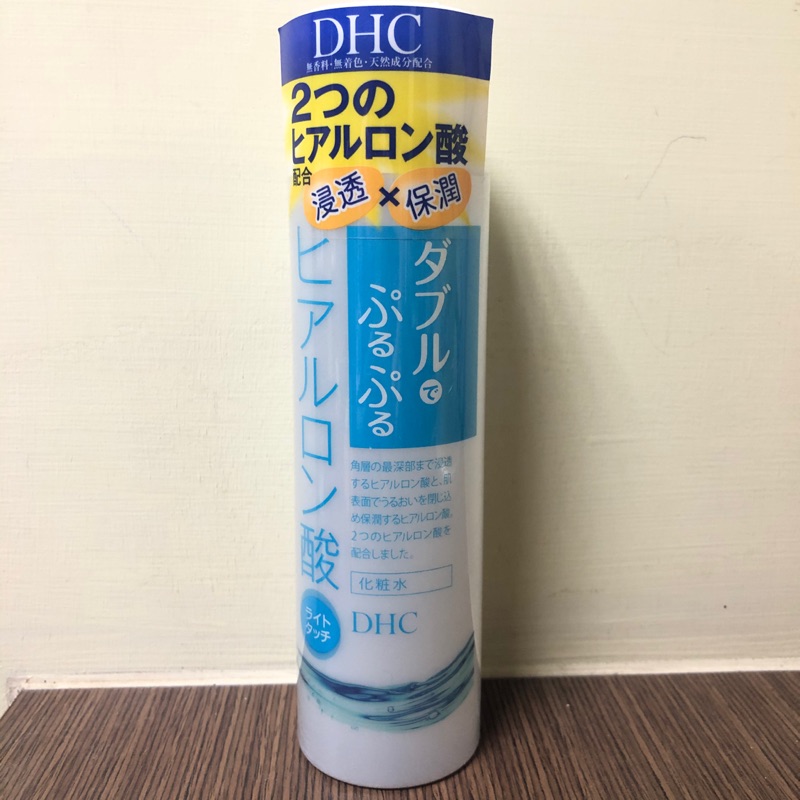 DHC
無香料・無着色・天然成分配合
2つの
ヒアルロン酸
配合
浸透×保潤
ヒアルロン酸
ダブルで
ぷるぷる
角層の最深部まで浸透
するヒアルロン酸と、肌
表面でうるおいを閉じ込
め保潤するヒアルロン酸。
2つのヒアルロン酸を
配合しました。
化粧水
ライト
タッチ
DHC